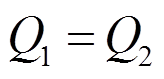 Q₁ = Q₂